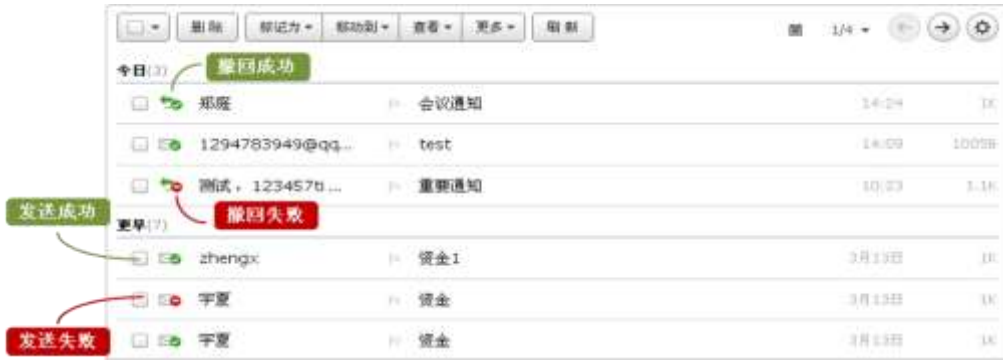 删除 标记为 移动到 查看 更多 刷新 1/4
今日(3) 撤回成功
郑隆 会议通知 14:24 1K
1294783949@qq... test 14:09 1005B
测试, 123457ti ... 重要通知 10:23 1.1K
发送成功 撤回失败
更早(7)
zhengx 资金1 3月13日 1K
宇夏 资金 3月13日 1K
发送失败 宇夏 资金 3月13日 1K